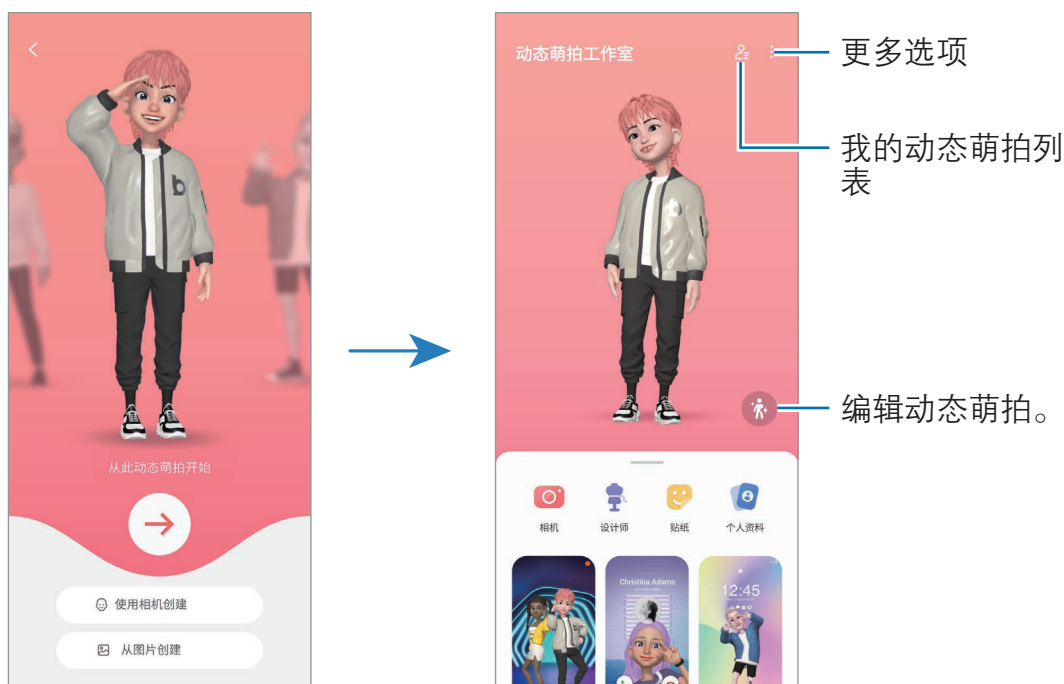 从此动态萌拍开始
使用相机创建
从图片创建
动态萌拍工作室
更多选项
我的动态萌拍列
表
编辑动态萌拍。
相机
设计师
贴纸
个人资料
Christina Adams
12:45